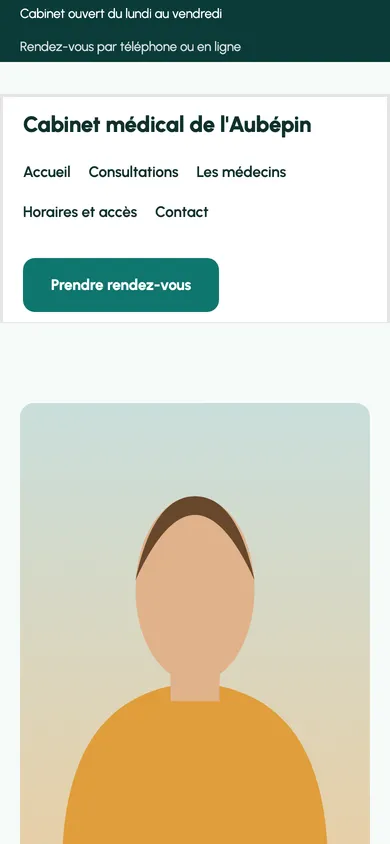 Cabinet ouvert du lundi au vendredi
Rendez-vous par téléphone ou en ligne
Cabinet médical de l'Aubépin
Accueil Consultations Les médecins
Horaires et accès Contact
Prendre rendez-vous